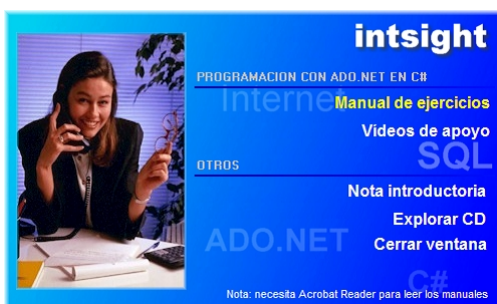 intsight
PROGRAMACION CON ADO.NET EN C#
Internet
Manual de ejercicios
Videos de apoyo
SQL
OTROS
Nota introductoria
Explorar CD
ADO.NET
Cerrar ventana
C#
Nota: necesita Acrobat Reader para leer los manuales